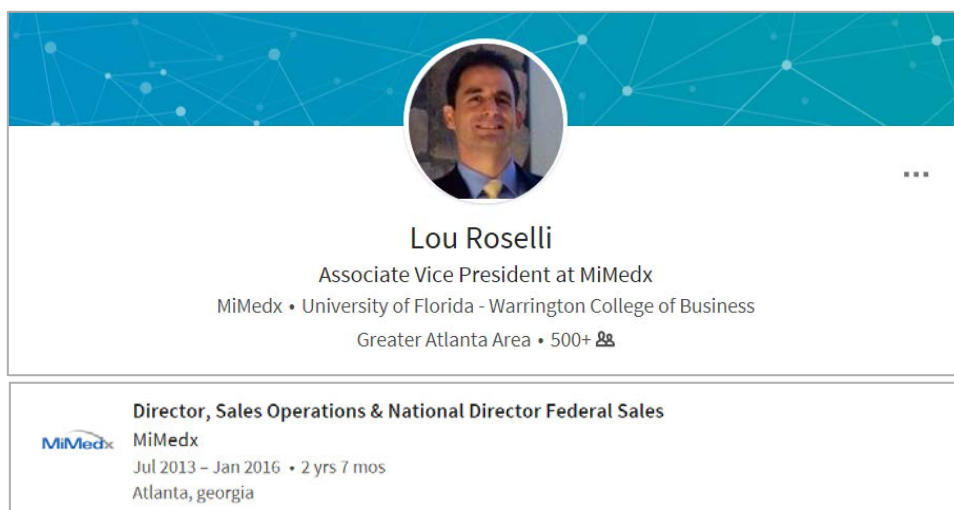 Lou Roselli
Associate Vice President at MiMedx
MiMedx • University of Florida - Warrington College of Business
Greater Atlanta Area • 500+
Director, Sales Operations & National Director Federal Sales
MiMedx
MiMedx
Jul 2013 – Jan 2016 • 2 yrs 7 mos
Atlanta, georgia